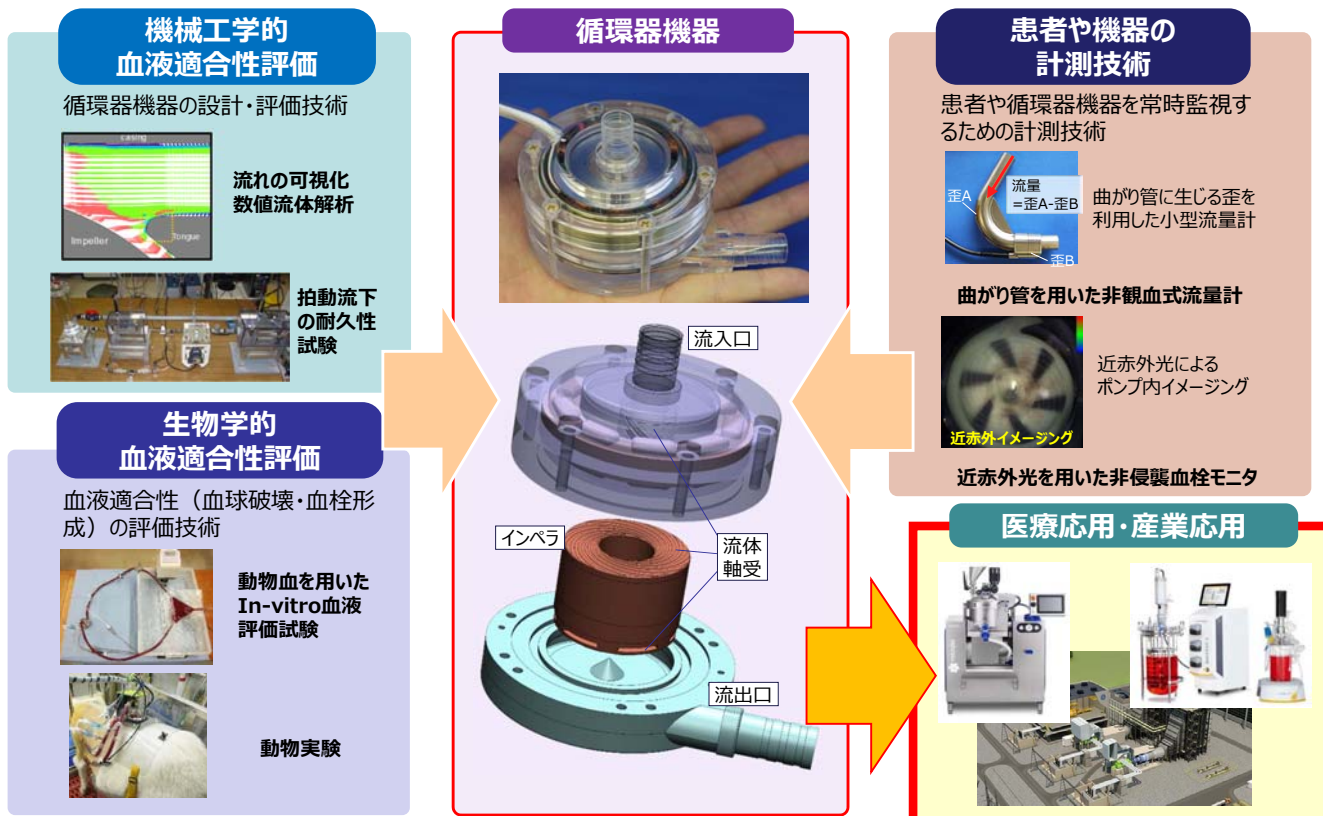 機械工学的
血液適合性評価
循環器機器の設計・評価技術
casing
Impeller
Tongue
流れの可視化
数値流体解析
拍動流下
の耐久性
試験
生物学的
血液適合性評価
血液適合性（血球破壊・血栓形
成）の評価技術
動物血を用いた
In-vitro血液
評価試験
動物実験
循環器機器
流入口
インペラ
流体
軸受
流出口
患者や機器の
計測技術
患者や循環器機器を常時監視す
るための計測技術
歪A
流量
=歪A-歪B
歪B
曲がり管に生じる歪を
利用した小型流量計
曲がり管を用いた非観血式流量計
近赤外イメージング
近赤外光による
ポンプ内イメージング
近赤外光を用いた非侵襲血栓モニタ
医療応用・産業応用